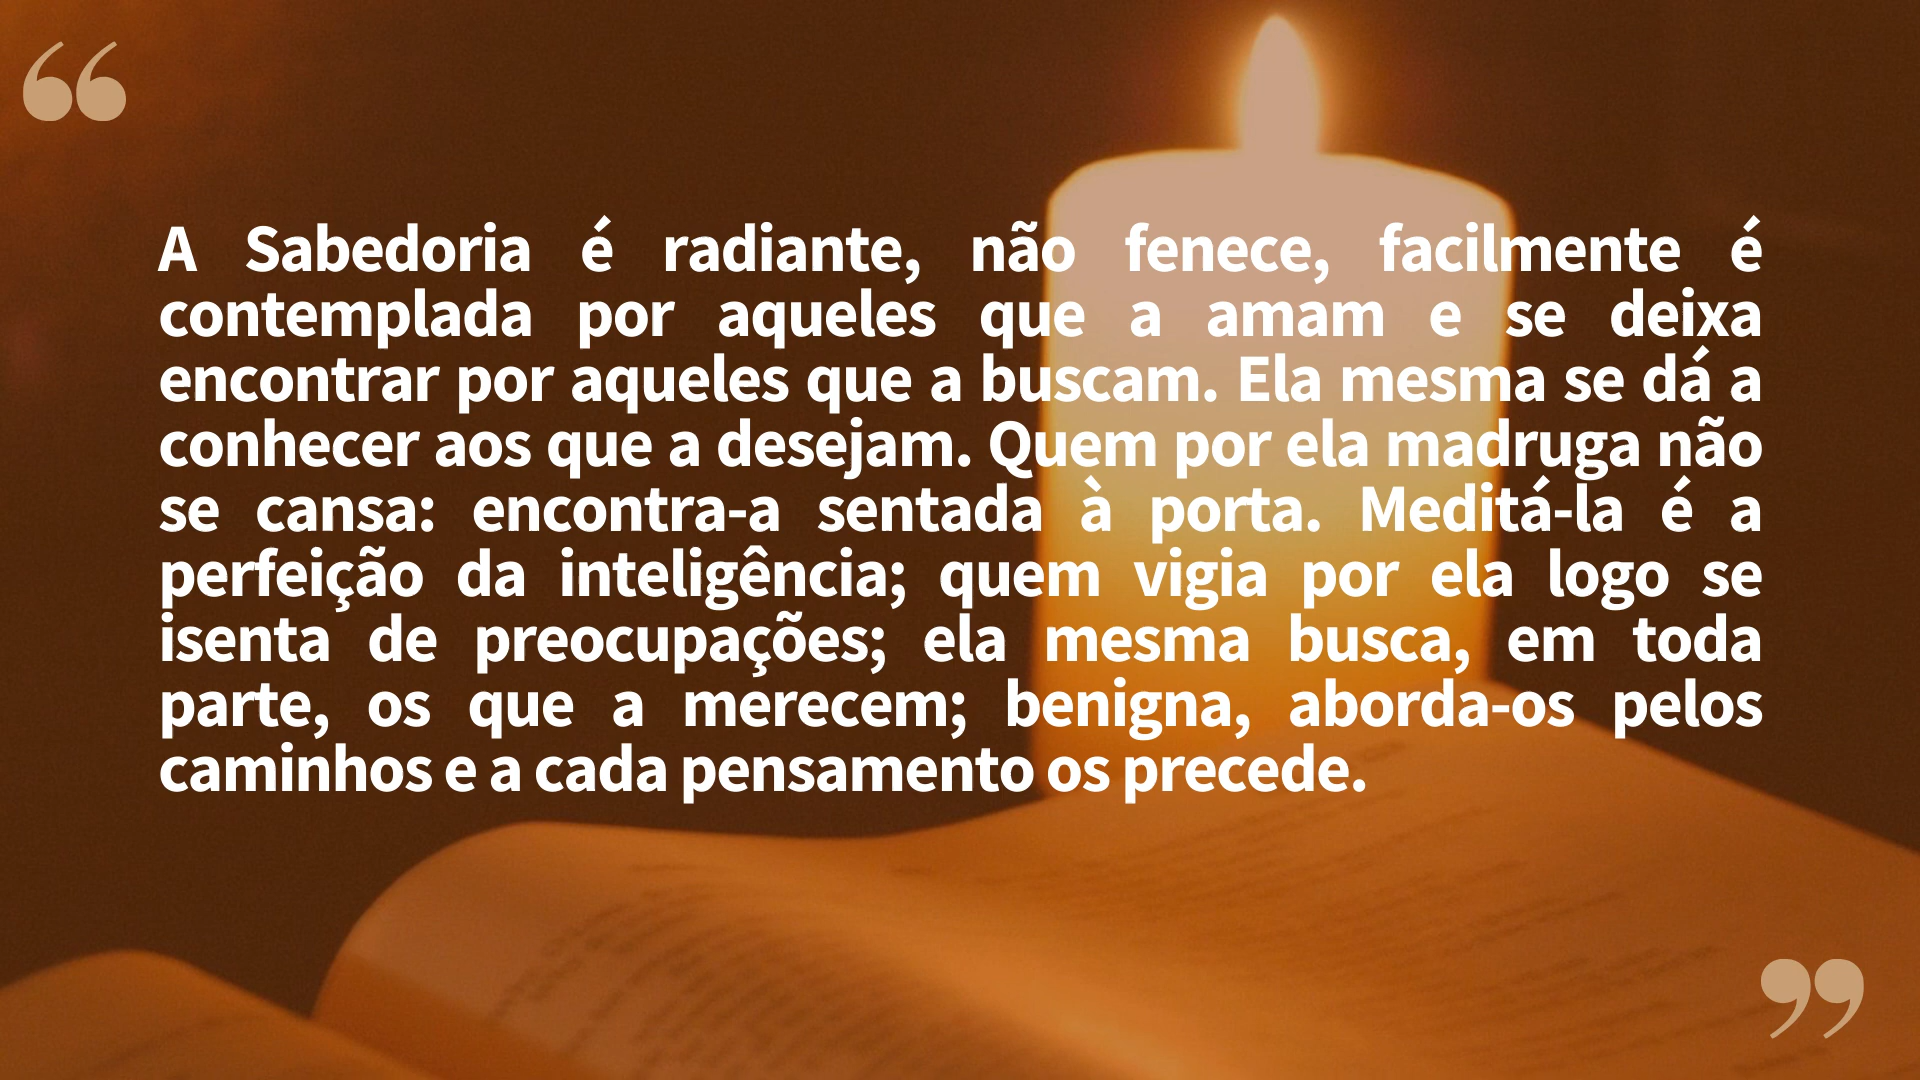 “
A Sabedoria é radiante, não fenece, facilmente é
contemplada por aqueles que a amam e se deixa
encontrar por aqueles que a buscam. Ela mesma se dá a
conhecer aos que a desejam. Quem por ela madruga não
se cansa: encontra-a sentada à porta. Meditá-la é a
perfeição da inteligência; quem vigia por ela logo se
isenta de preocupações; ela mesma busca, em toda
parte, os que a merecem; benigna, aborda-os pelos
caminhos e a cada pensamento os precede.
”